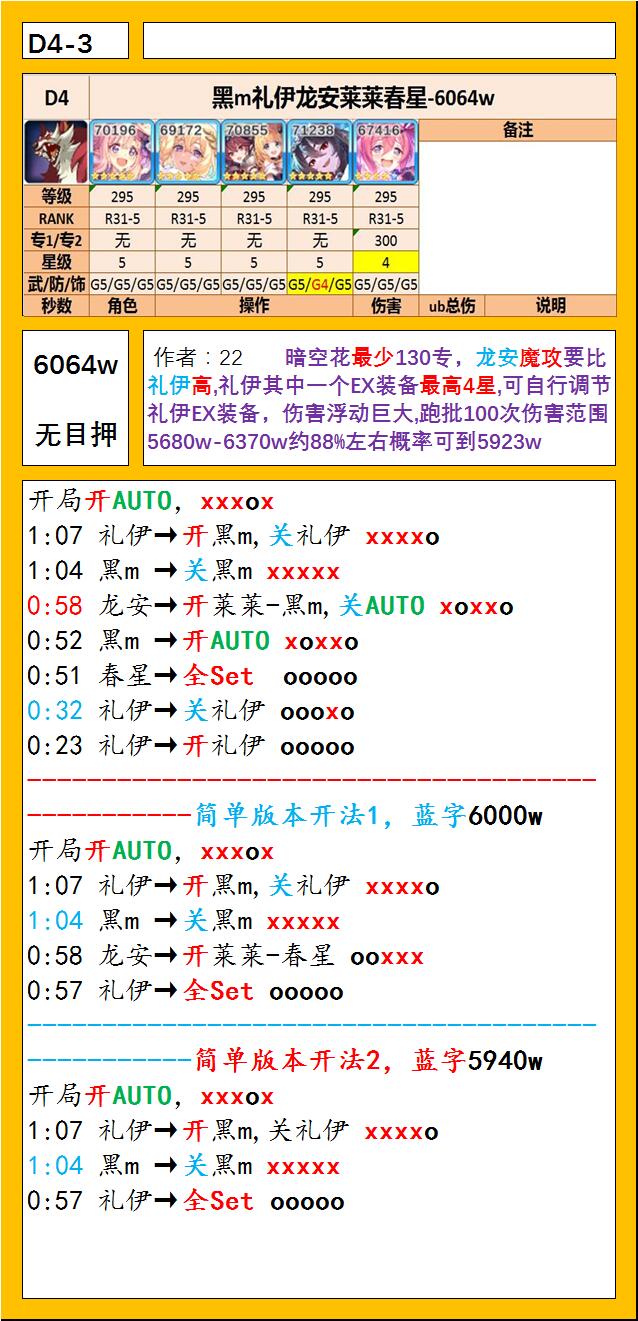 D4-3
D4 黑m礼伊龙安莱莱春星-6064w
70196 69172 70855 71238 67416 备注
等级 295 295 295 295 295
RANK R31-5 R31-5 R31-5 R31-5 R31-5
专1/专2 无 无 无 无 300
星级 5 5 5 5 4
武/防/饰 G5/G5/G5 G5/G5/G5 G5/G5/G5 G5/G4/G5 G5/G5/G5
秒数 角色 操作 伤害 ub总伤 说明
6064w
无目押
作者：22 暗空花最少130专，龙安魔攻要比
礼伊高,礼伊其中一个EX装备最高4星,可自行调节
礼伊EX装备，伤害浮动巨大,跑批100次伤害范围
5680w-6370w约88%左右概率可到5923w
开局开AUTO，xxxox
1:07 礼伊→开黑m,关礼伊 xxxxo
1:04 黑m →关黑m xxxxx
0:58 龙安→开莱莱-黑m,关AUTO xoxxo
0:52 黑m →开AUTO xoxxo
0:51 春星→全Set ooooo
0:32 礼伊→关礼伊 oooxo
0:23 礼伊→开礼伊 ooooo
---------------------------------------
-----------简单版本开法1，蓝字6000w
开局开AUTO，xxxox
1:07 礼伊→开黑m,关礼伊 xxxxo
1:04 黑m →关黑m xxxxx
0:58 龙安→开莱莱-春星 ooxxx
0:57 礼伊→全Set ooooo
---------------------------------------
-----------简单版本开法2，蓝字5940w
开局开AUTO，xxxox
1:07 礼伊→开黑m,关礼伊 xxxxo
1:04 黑m →关黑m xxxxx
0:57 礼伊→全Set ooooo